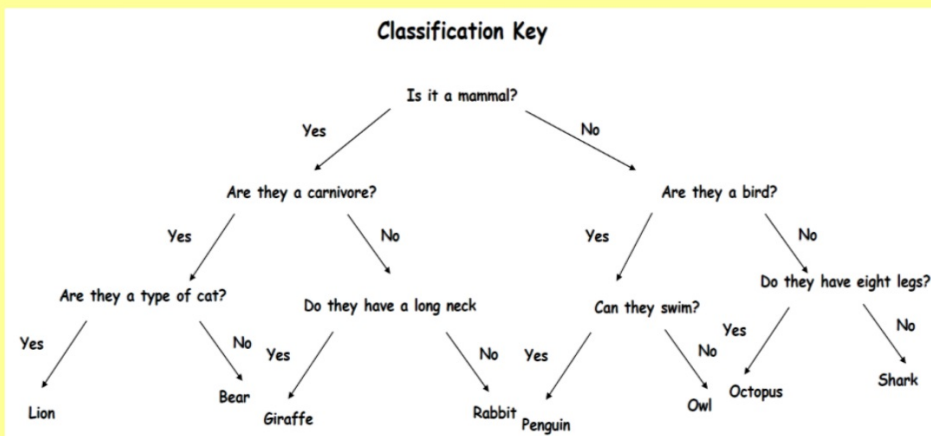 Classification Key
Is it a mammal?
Yes
No
Are they a carnivore?
Are they a bird?
Yes
No
Yes
No
Are they a type of cat?
Do they have a long neck
Can they swim?
Do they have eight legs?
Yes
No
Yes
No
Yes
No
Yes
No
Lion
Bear
Giraffe
Rabbit
Penguin
Owl
Octopus
Shark